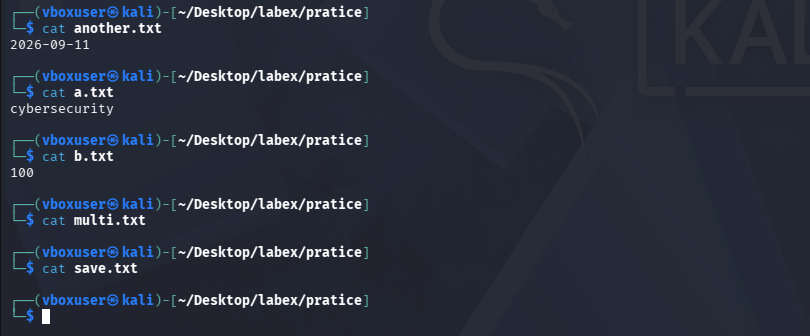 ┌──(vboxuser㉿kali)-[~/Desktop/labex/pratice]
└─$ cat another.txt
2026-09-11
┌──(vboxuser㉿kali)-[~/Desktop/labex/pratice]
└─$ cat a.txt
cybersecurity
┌──(vboxuser㉿kali)-[~/Desktop/labex/pratice]
└─$ cat b.txt
100
┌──(vboxuser㉿kali)-[~/Desktop/labex/pratice]
└─$ cat multi.txt
┌──(vboxuser㉿kali)-[~/Desktop/labex/pratice]
└─$ cat save.txt
┌──(vboxuser㉿kali)-[~/Desktop/labex/pratice]
└─$
KAL